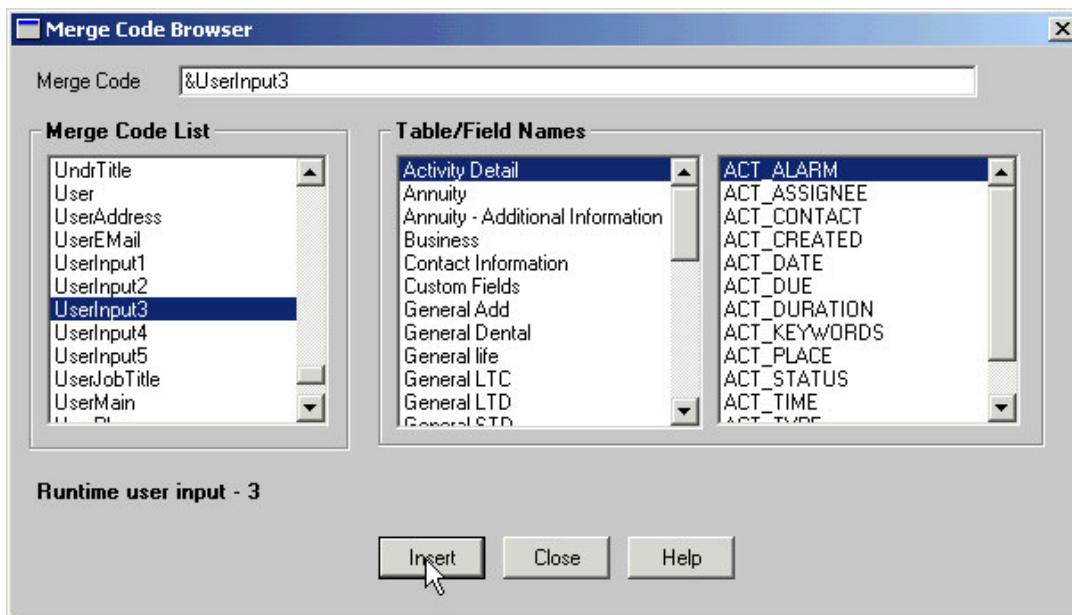 Merge Code Browser
Merge Code &UserInput3
Merge Code List
UndrTitle
User
UserAddress
UserEMail
UserInput1
UserInput2
UserInput3
UserInput4
UserInput5
UserJobTitle
UserMain
Table/Field Names
Activity Detail
Annuity
Annuity - Additional Information
Business
Contact Information
Custom Fields
General Add
General Dental
General life
General LTC
General LTD
General STD
ACT_ALARM
ACT_ASSIGNEE
ACT_CONTACT
ACT_CREATED
ACT_DATE
ACT_DUE
ACT_DURATION
ACT_KEYWORDS
ACT_PLACE
ACT_STATUS
ACT_TIME
ACT_TYPE
Runtime user input - 3
Insert Close Help